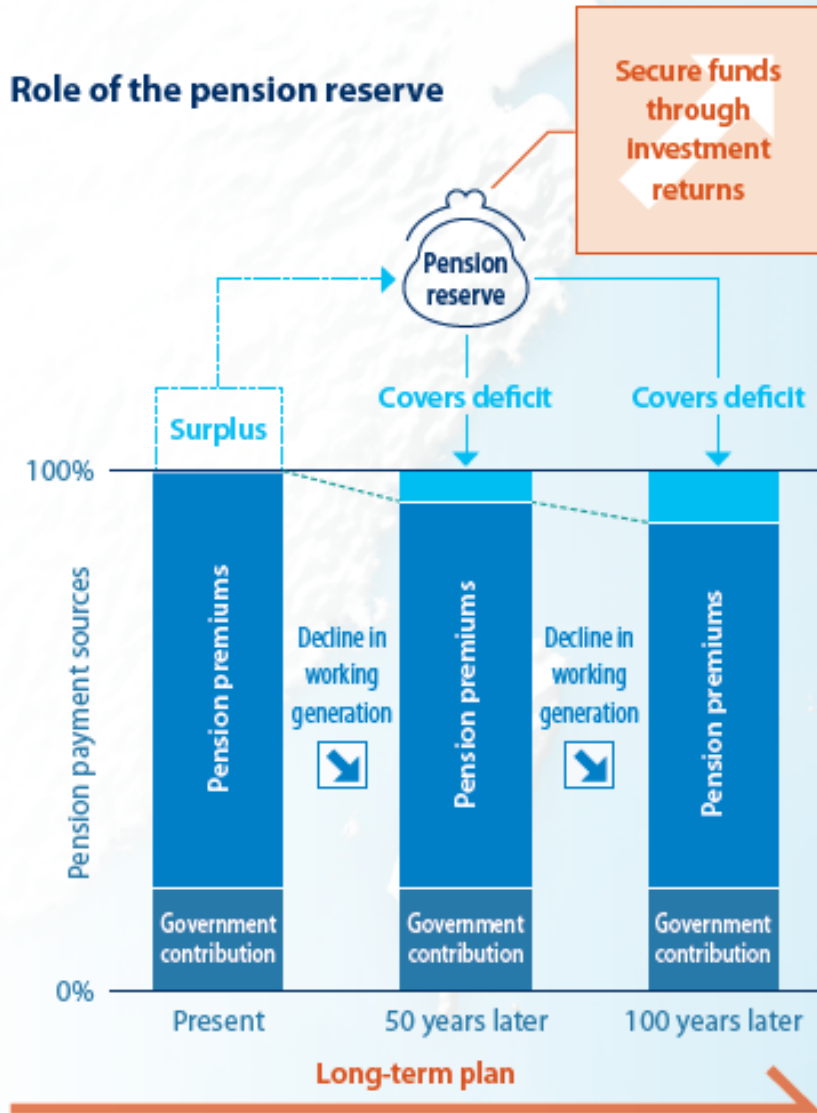 Role of the pension reserve
Secure funds
through
investment
returns
Pension
reserve
Surplus
Covers deficit
Covers deficit
100%
Pension payment sources
Pension premiums
Decline in
working
generation
Pension premiums
Decline in
working
generation
Pension premiums
Government
contribution
Government
contribution
Government
contribution
0%
Present
50 years later
100 years later
Long-term plan